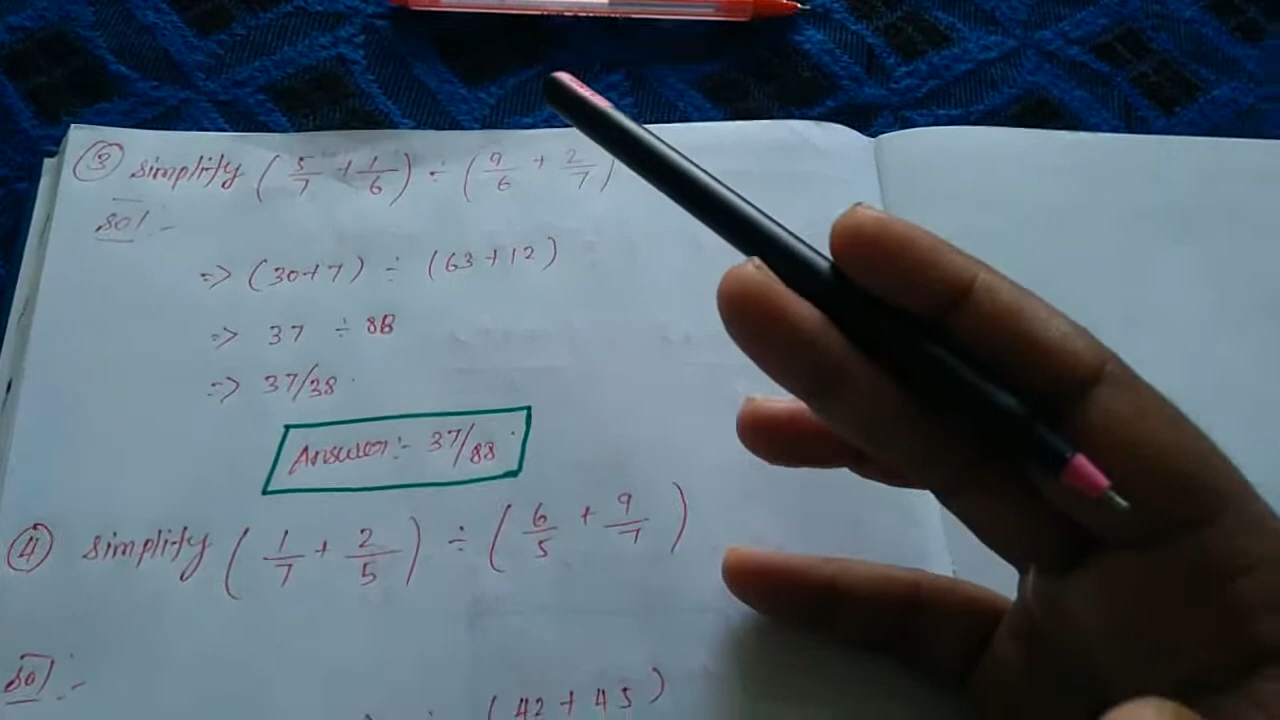 ③ simplify (5/7 + 1/6) ÷ (9/6 + 2/7)
sol :-
=> (30+7) ÷ (63+12)
=> 37 ÷ 88
=> 37/38
Answer :- 37/88
④ simplify (1/7 + 2/5) ÷ (6/5 + 9/7)
sol :-
(42 + 45)